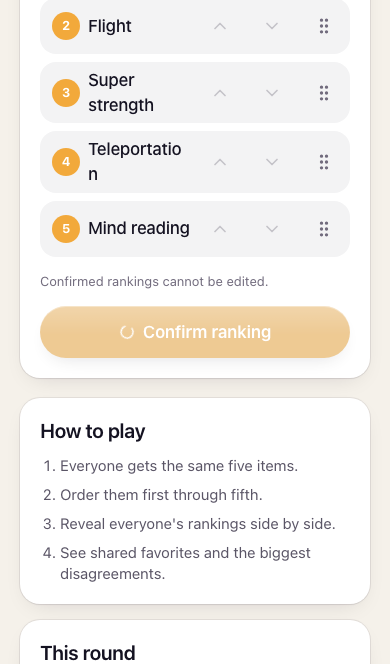 2 Flight
3 Super
strength
4 Teleportatio
n
5 Mind reading
Confirmed rankings cannot be edited.
Confirm ranking
How to play
1. Everyone gets the same five items.
2. Order them first through fifth.
3. Reveal everyone's rankings side by side.
4. See shared favorites and the biggest
disagreements.
This round